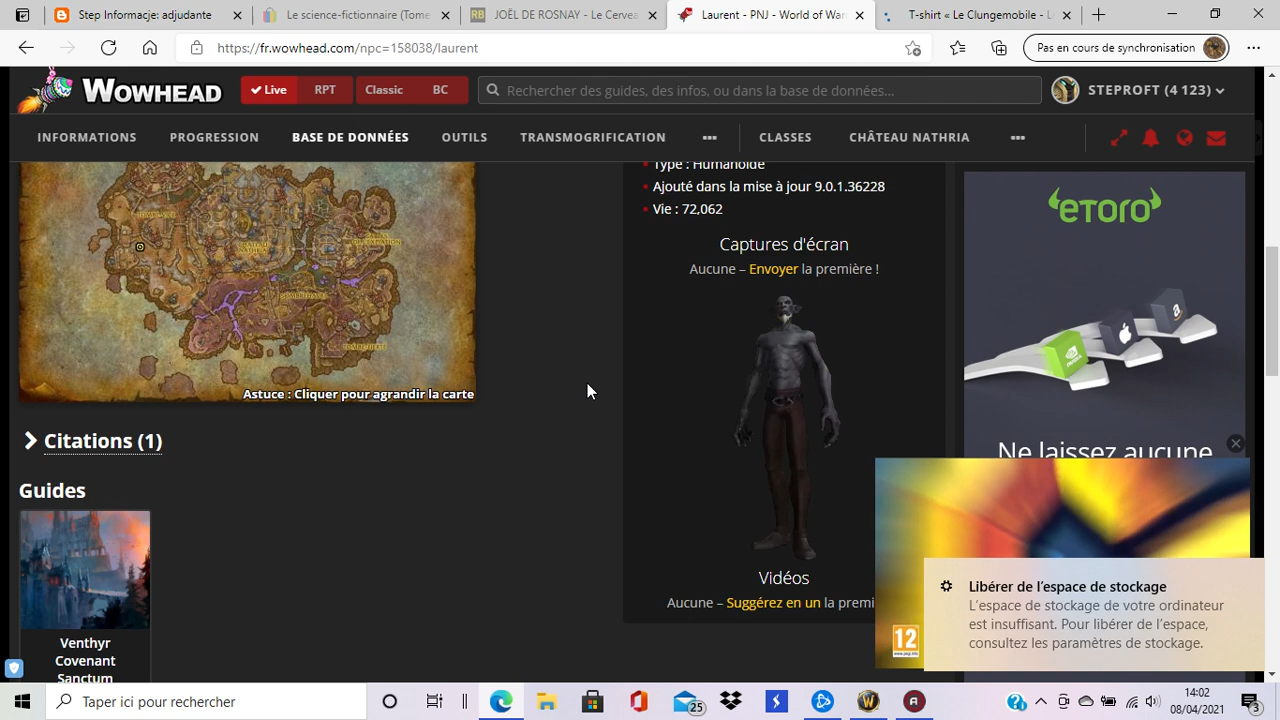 Step Informagc: adjudante
Le science-fictionnaire (Tome
RB JOËL DE ROSNAY - Le Cervea
Laurent - PNJ - World of War
T-shirt « Le Clungemobile - L
https://fr.wowhead.com/npc=158038/laurent
Pas en cours de synchronisation
WOWHEAD
Live RPT Classic BC
Rechercher des guides, des infos, ou dans la base de données...
STEPROFT (4 123)
INFORMATIONS PROGRESSION BASE DE DONNÉES OUTILS TRANSMOGRIFICATION ••• CLASSES CHÂTEAU NATHRIA •••
Astuce : Cliquer pour agrandir la carte
Citations (1)
Guides
Venthyr
Covenant
Sanctum
Type : Humanoïde
Ajouté dans la mise à jour 9.0.1.36228
Vie : 72,062
Captures d'écran
Aucune – Envoyer la première !
Vidéos
Aucune – Suggérez en un la premi
eToro
Ne laissez aucune
12
Libérer de l'espace de stockage
L'espace de stockage de votre ordinateur
est insuffisant. Pour libérer de l'espace,
consultez les paramètres de stockage.
Taper ici pour rechercher
25
14:02
08/04/2021
3